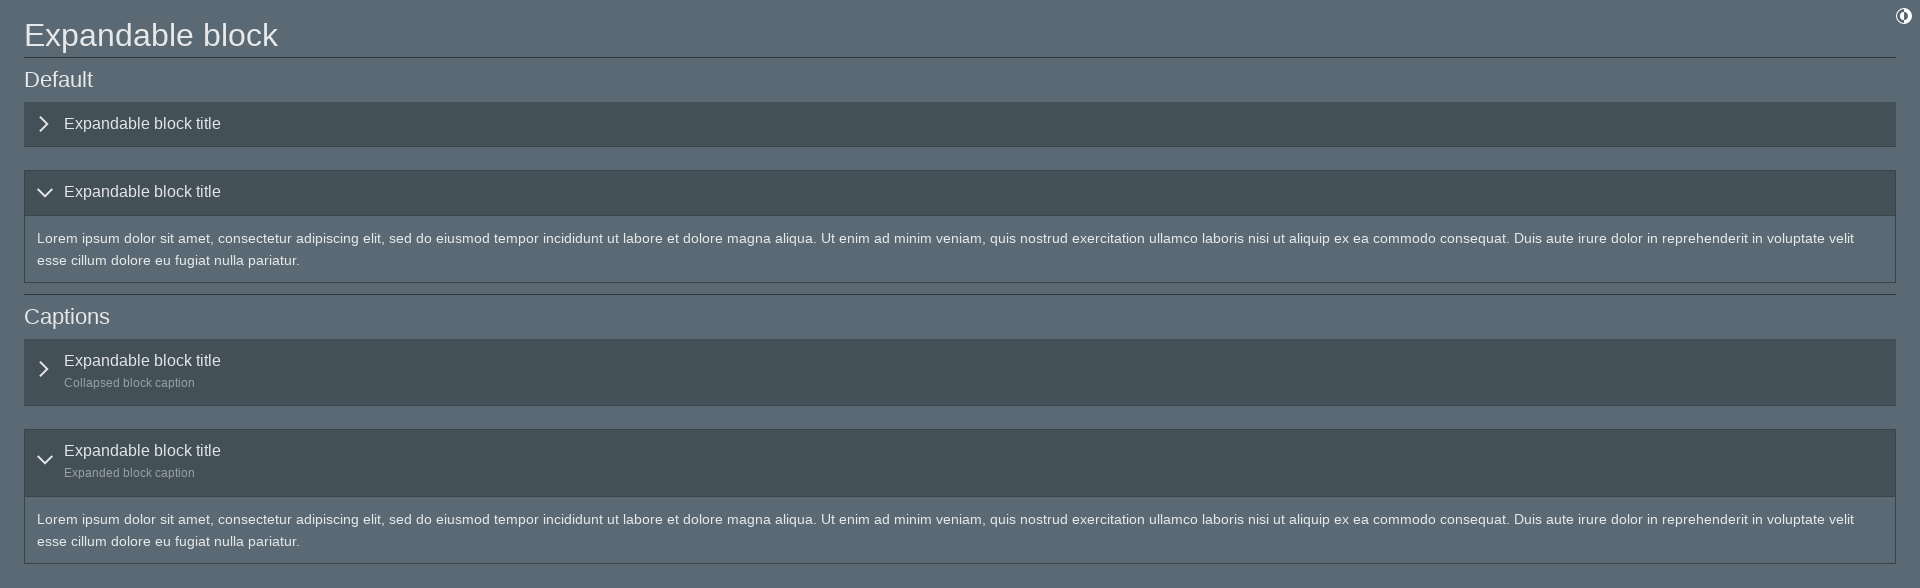 Expandable block
Default
Expandable block title
Expandable block title
Lorem ipsum dolor sit amet, consectetur adipiscing elit, sed do eiusmod tempor incididunt ut labore et dolore magna aliqua. Ut enim ad minim veniam, quis nostrud exercitation ullamco laboris nisi ut aliquip ex ea commodo consequat. Duis aute irure dolor in reprehenderit in voluptate velit
esse cillum dolore eu fugiat nulla pariatur.
Captions
Expandable block title
Collapsed block caption
Expandable block title
Expanded block caption
Lorem ipsum dolor sit amet, consectetur adipiscing elit, sed do eiusmod tempor incididunt ut labore et dolore magna aliqua. Ut enim ad minim veniam, quis nostrud exercitation ullamco laboris nisi ut aliquip ex ea commodo consequat. Duis aute irure dolor in reprehenderit in voluptate velit
esse cillum dolore eu fugiat nulla pariatur.